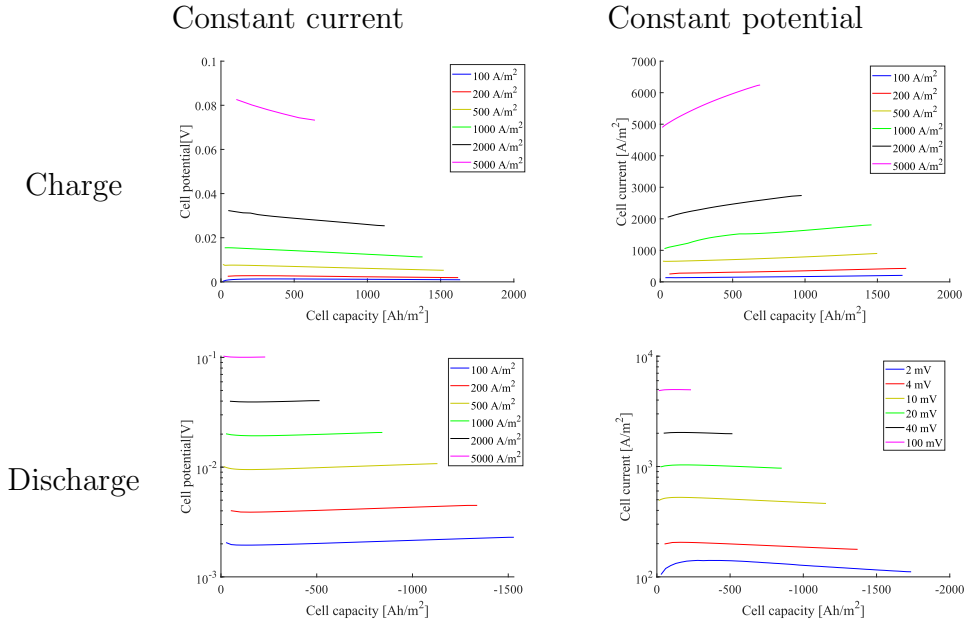 Constant current
Constant potential
Charge
Cell potential[V]
0.1
0.08
0.06
0.04
0.02
0
0
500
1000
1500
2000
Cell capacity [Ah/m²]
100 A/m²
200 A/m²
500 A/m²
1000 A/m²
2000 A/m²
5000 A/m²
Cell current [A/m²]
7000
6000
5000
4000
3000
2000
1000
0
0
500
1000
1500
2000
Cell capacity [Ah/m²]
100 A/m²
200 A/m²
500 A/m²
1000 A/m²
2000 A/m²
5000 A/m²
Discharge
Cell potential[V]
10⁻¹
10⁻²
10⁻³
0
-500
-1000
-1500
Cell capacity [Ah/m²]
100 A/m²
200 A/m²
500 A/m²
1000 A/m²
2000 A/m²
5000 A/m²
Cell current [A/m²]
10⁴
10³
10²
0
-500
-1000
-1500
-2000
Cell capacity [Ah/m²]
2 mV
4 mV
10 mV
20 mV
40 mV
100 mV